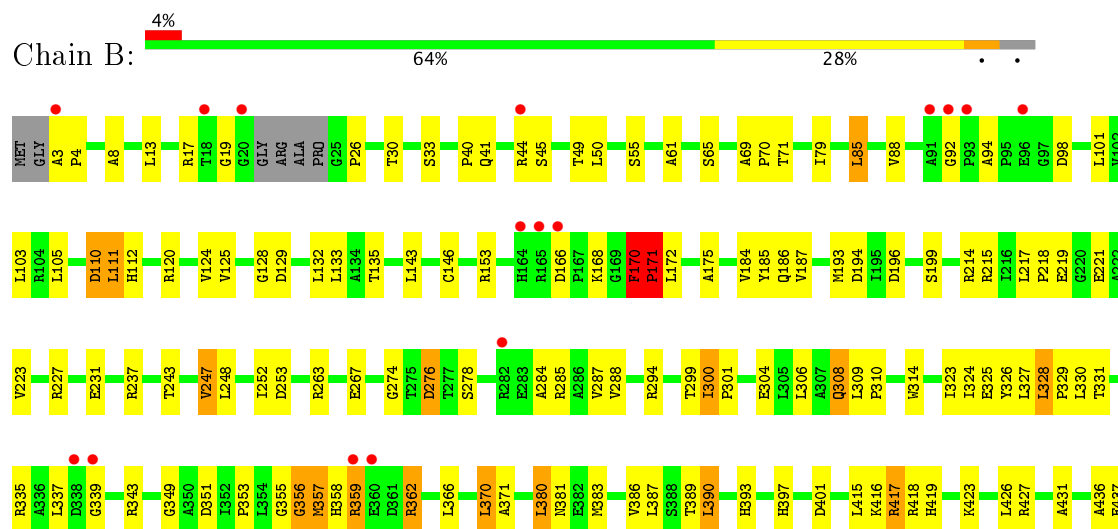 4%
Chain B:
64% 28% • •
MET GLY A3 P4 A8 L13 R17 T18 G19 G20 GLY ARG ALA PRO G25 P26 T30 S33 P40 Q41 R44 S45 T49 L50 S55 A61 S65 A69 P70 T71 I79 L85 V88 A91 G92 P93 A94 P95 E96 G97 D98 L101
L103 R104 L105 D110 L111 H112 R120 V124 V125 G128 D129 L132 L133 A134 T135 L143 C146 R153 H164 R165 D166 P167 K168 G169 F170 P171 L172 A175 V184 Y185 Q186 V187 M193 D194 I195 D196 S199 R214 R215 I216 L217 P218 E219 G220 E221 A222
V223 R227 E231 R237 T243 V247 L248 I252 D253 R263 E267 G274 T275 D276 T277 S278 R282 E283 A284 R285 A286 V287 V288 R294 T299 I300 P301 E304 L305 L306 A307 Q308 L309 P310 W314 I323 I324 E325 Y326 L327 L328 P329 L330 T331
R335 A336 L337 D338 G339 R343 G349 A350 D351 I352 P353 L354 G355 G356 M357 H358 R359 E360 D361 R362 L366 L370 A371 L380 N381 E382 M383 V386 L387 S388 T389 L390 H393 H397 D401 L415 K416 R417 R418 H419 K423 L426 R427 A431 A436